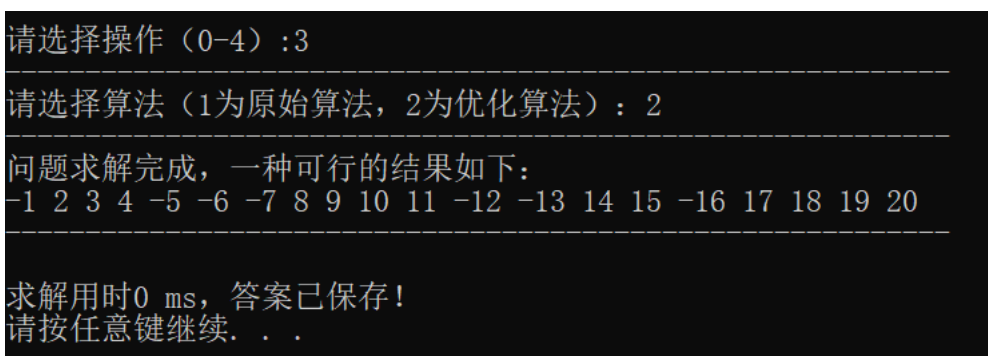 请选择操作（0-4）:3
------------------------------------------------------------
请选择算法（1为原始算法，2为优化算法）：2
------------------------------------------------------------
问题求解完成，一种可行的结果如下：
-1 2 3 4 -5 -6 -7 8 9 10 11 -12 -13 14 15 -16 17 18 19 20
------------------------------------------------------------
求解用时0 ms，答案已保存！
请按任意键继续. . .